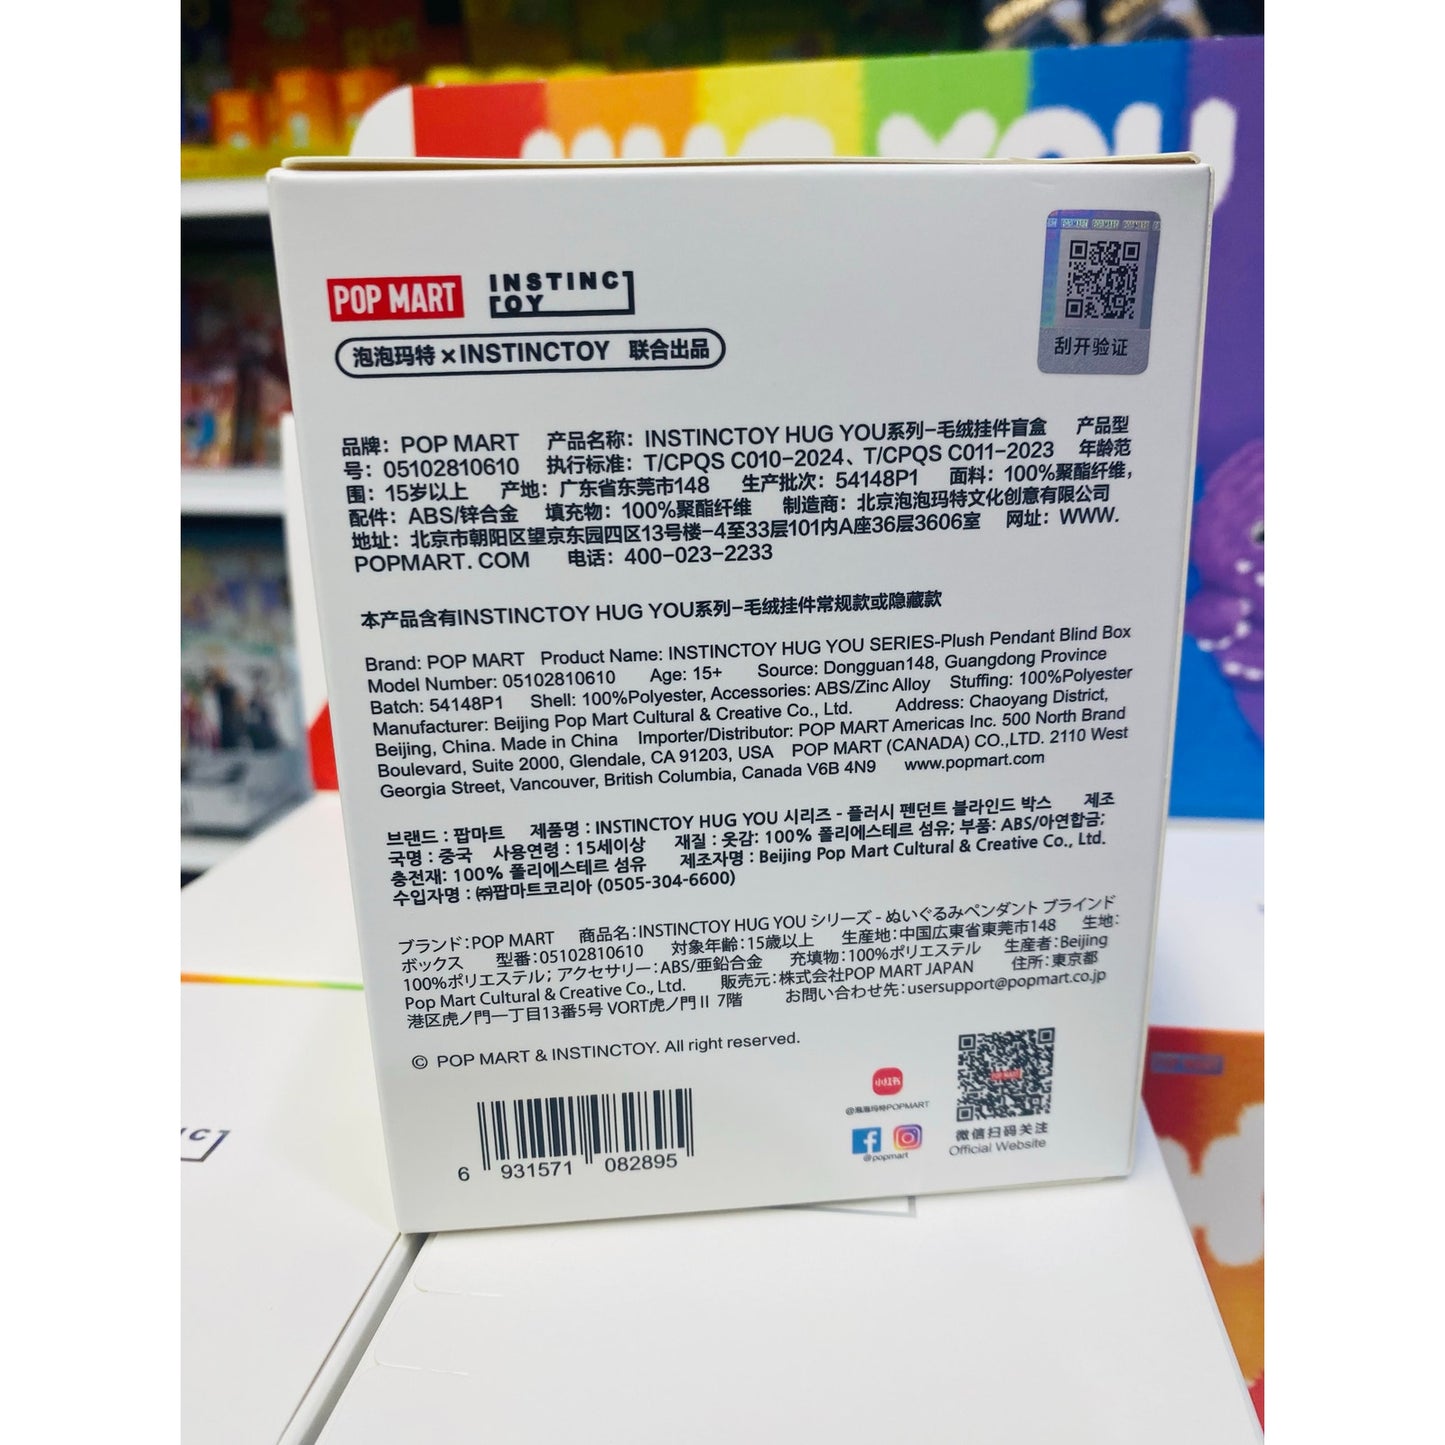 HUG YOU
POP MART
INSTINCTOY
泡泡玛特×INSTINCTOY 联合出品
POP MART POP MART POP MART
刮开验证
品牌：POP MART 产品名称：INSTINCTOY HUG YOU系列-毛绒挂件盲盒 产品型
号：05102810610 执行标准：T/CPQS C010-2024、T/CPQS C011-2023 年龄范
围：15岁以上 产地：广东省东莞市148 生产批次：54148P1 面料：100%聚酯纤维，
配件：ABS/锌合金 填充物：100%聚酯纤维 制造商：北京泡泡玛特文化创意有限公司
地址：北京市朝阳区望京东园四区13号楼-4至33层101内A座36层3606室 网址：WWW.
POPMART.COM 电话：400-023-2233
本产品含有INSTINCTOY HUG YOU系列-毛绒挂件常规款或隐藏款
Brand: POP MART Product Name: INSTINCTOY HUG YOU SERIES-Plush Pendant Blind Box
Model Number: 05102810610 Age: 15+ Source: Dongguan148, Guangdong Province
Batch: 54148P1 Shell: 100%Polyester, Accessories: ABS/Zinc Alloy Stuffing: 100%Polyester
Manufacturer: Beijing Pop Mart Cultural & Creative Co., Ltd. Address: Chaoyang District,
Beijing, China. Made in China Importer/Distributor: POP MART Americas Inc. 500 North Brand
Boulevard, Suite 2000, Glendale, CA 91203, USA POP MART (CANADA) CO.,LTD. 2110 West
Georgia Street, Vancouver, British Columbia, Canada V6B 4N9 www.popmart.com
브랜드 : 팝마트 제품명 : INSTINCTOY HUG YOU 시리즈 - 플러시 펜던트 블라인드 박스 제조
국명 : 중국 사용연령 : 15세이상 재질 : 옷감: 100% 폴리에스테르 섬유; 부품: ABS/아연합금;
충전재: 100% 폴리에스테르 섬유 제조자명 : Beijing Pop Mart Cultural & Creative Co., Ltd.
수입자명 : ㈜팝마트코리아 (0505-304-6600)
ブランド：POP MART 商品名：INSTINCTOY HUG YOU シリーズ - ぬいぐるみペンダント ブラインド
ボックス 型番：05102810610 対象年齢：15歳以上 生産地：中国広東省東莞市148 生地：
100%ポリエステル；アクセサリー：ABS/亜鉛合金 充填物：100%ポリエステル 生産者：Beijing
Pop Mart Cultural & Creative Co., Ltd. 販売元：株式会社POP MART JAPAN 住所：東京都
港区虎ノ門一丁目13番5号 VORT虎ノ門Ⅱ 7階 お問い合わせ先：usersupport@popmart.co.jp
© POP MART & INSTINCTOY. All right reserved.
6 931571 082895
小红书
@泡泡玛特POPMART
@popmart
POP MART
微信扫码关注
Official Website